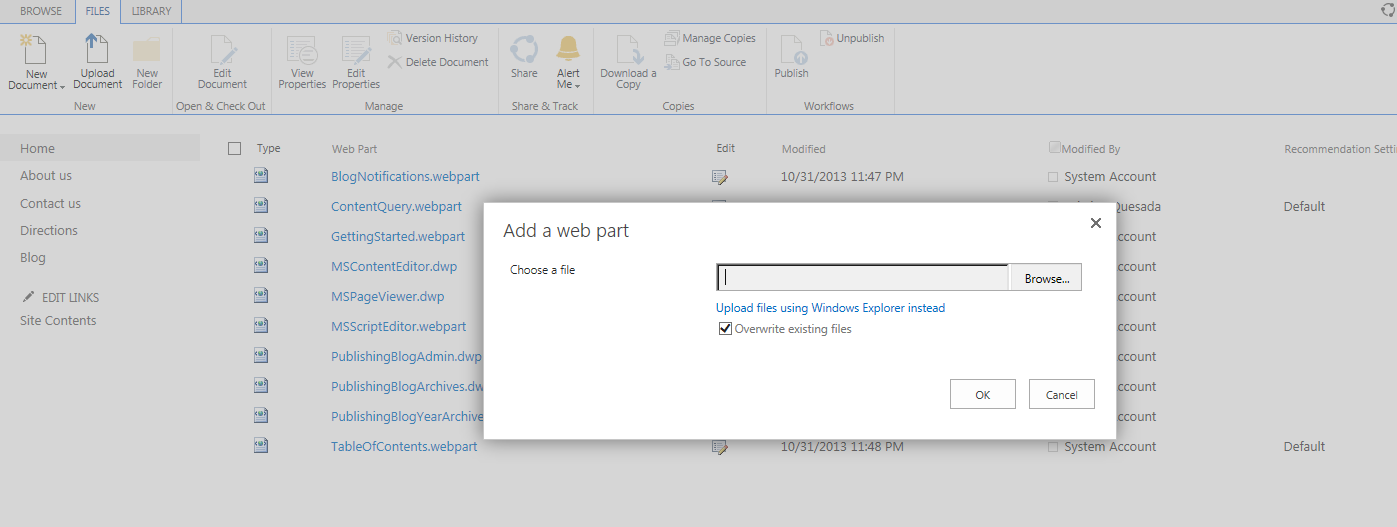 BROWSE FILES LIBRARY
New Document Upload Document New Folder
New
Edit Document
Open & Check Out
View Properties Edit Properties Version History
Delete Document
Manage
Share Alert Me
Share & Track
Download a Copy Manage Copies
Go To Source
Copies
Publish Unpublish
Workflows
Home
About us
Contact us
Directions
Blog
EDIT LINKS
Site Contents
Type Web Part Edit Modified Modified By Recommendation Setti
BlogNotifications.webpart 10/31/2013 11:47 PM System Account
ContentQuery.webpart Quesada Default
GettingStarted.webpart ccount
MSContentEditor.dwp ccount
MSPageViewer.dwp ccount
MSScriptEditor.webpart ccount
PublishingBlogAdmin.dwp ccount
PublishingBlogArchives.dw ccount
PublishingBlogYearArchive ccount
TableOfContents.webpart 10/31/2013 11:48 PM System Account Default
Add a web part
Choose a file Browse...
Upload files using Windows Explorer instead
Overwrite existing files
OK Cancel